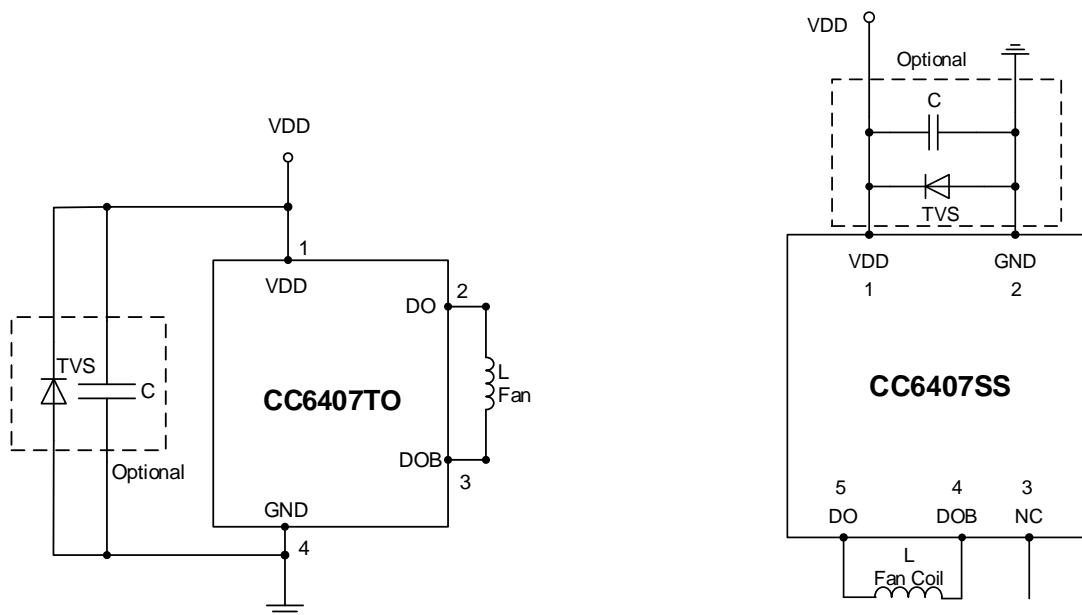 VDD
1
VDD
DO
2
TVS
C
L
Fan
CC6407TO
DOB
3
Optional
GND
4
VDD
Optional
C
TVS
VDD
GND
1
2
CC6407SS
5
4
3
DO
DOB
NC
L
Fan Coil